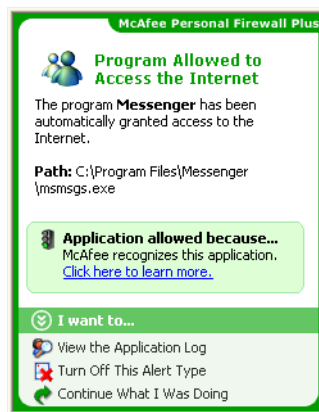 McAfee Personal Firewall Plus
Program Allowed to
Access the Internet
The program Messenger has been
automatically granted access to the
Internet.
Path: C:\Program Files\Messenger
\msmsgs.exe
Application allowed because...
McAfee recognizes this application.
Click here to learn more.
I want to...
View the Application Log
Turn Off This Alert Type
Continue What I Was Doing